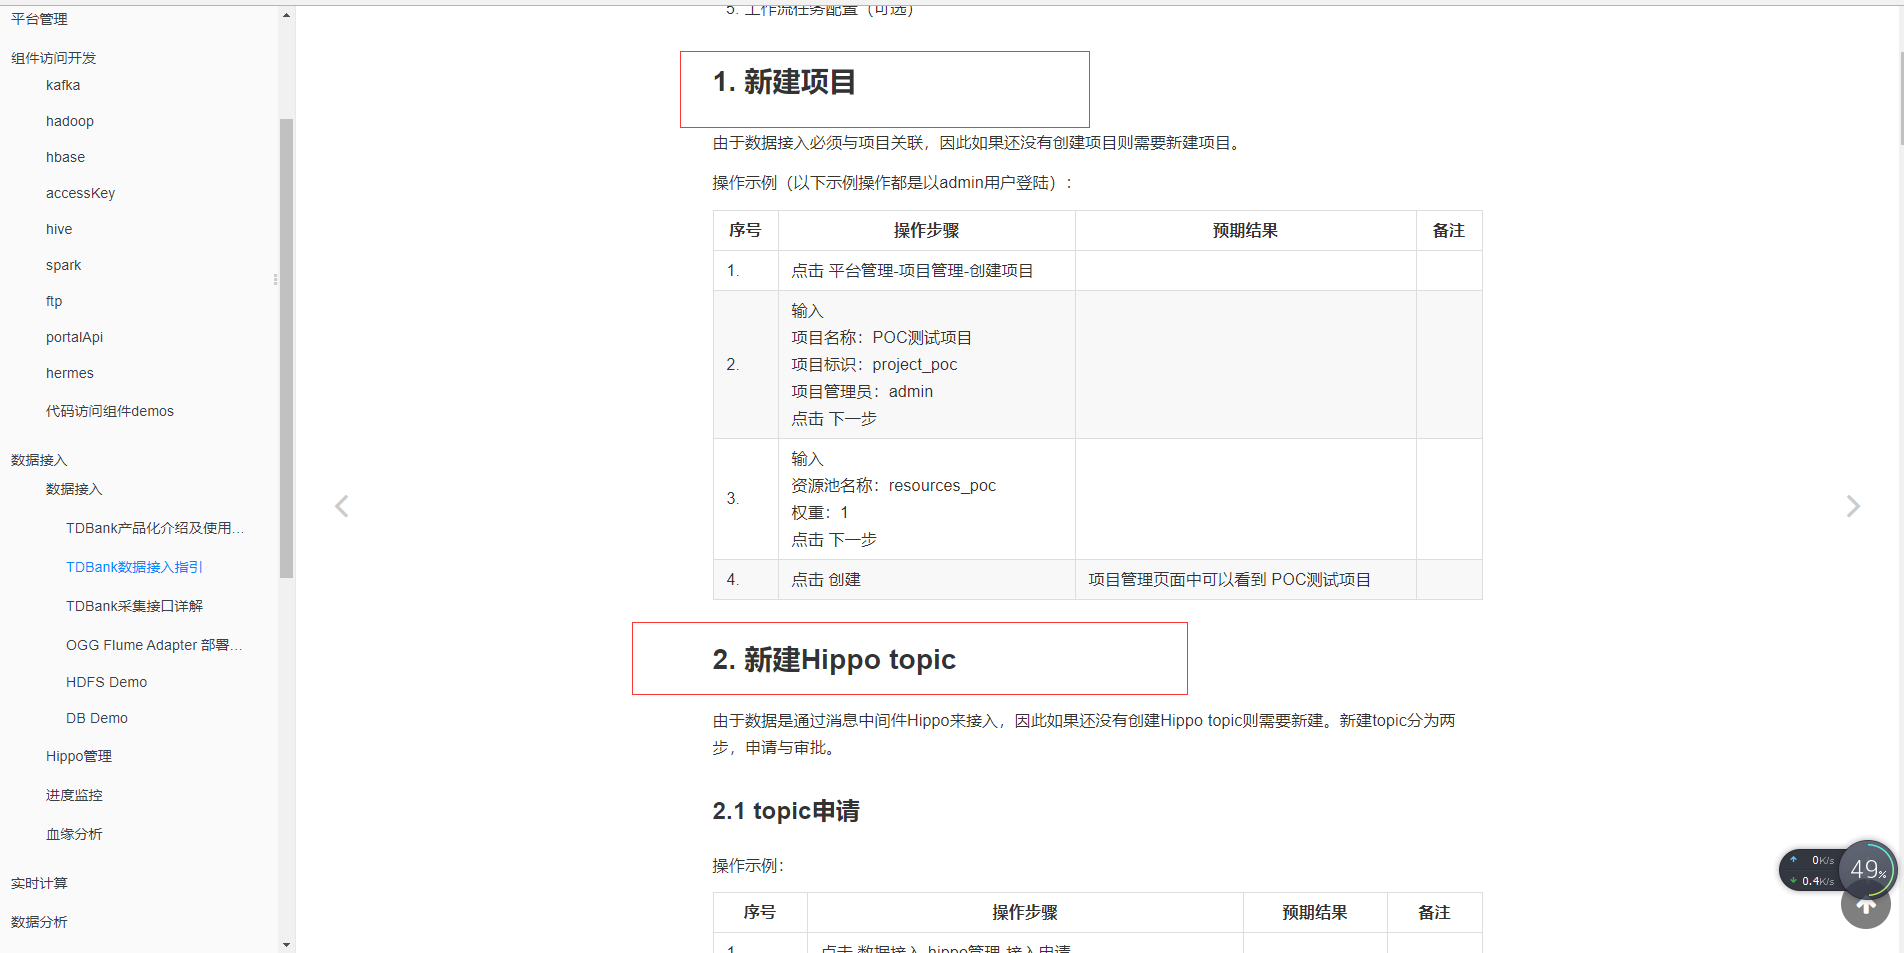 平台管理
组件访问开发
kafka
hadoop
hbase
accessKey
hive
spark
ftp
portalApi
hermes
代码访问组件demos
数据接入
数据接入
TDBank产品化介绍及使用...
TDBank数据接入指引
TDBank采集接口详解
OGG Flume Adapter 部署...
HDFS Demo
DB Demo
Hippo管理
进度监控
血缘分析
实时计算
数据分析
5. 工作流任务配置（可选）
1. 新建项目
由于数据接入必须与项目关联，因此如果还没有创建项目则需要新建项目。
操作示例（以下示例操作都是以admin用户登陆）：
序号 操作步骤 预期结果 备注
1. 点击 平台管理-项目管理-创建项目
2. 输入
项目名称：POC测试项目
项目标识：project_poc
项目管理员：admin
点击 下一步
3. 输入
资源池名称：resources_poc
权重：1
点击 下一步
4. 点击 创建 项目管理页面中可以看到 POC测试项目
2. 新建Hippo topic
由于数据是通过消息中间件Hippo来接入，因此如果还没有创建Hippo topic则需要新建。新建topic分为两
步，申请与审批。
2.1 topic申请
操作示例：
序号 操作步骤 预期结果 备注
1. 点击 数据接入-hippo管理-接入申请
0K/s
0.4K/s
49%